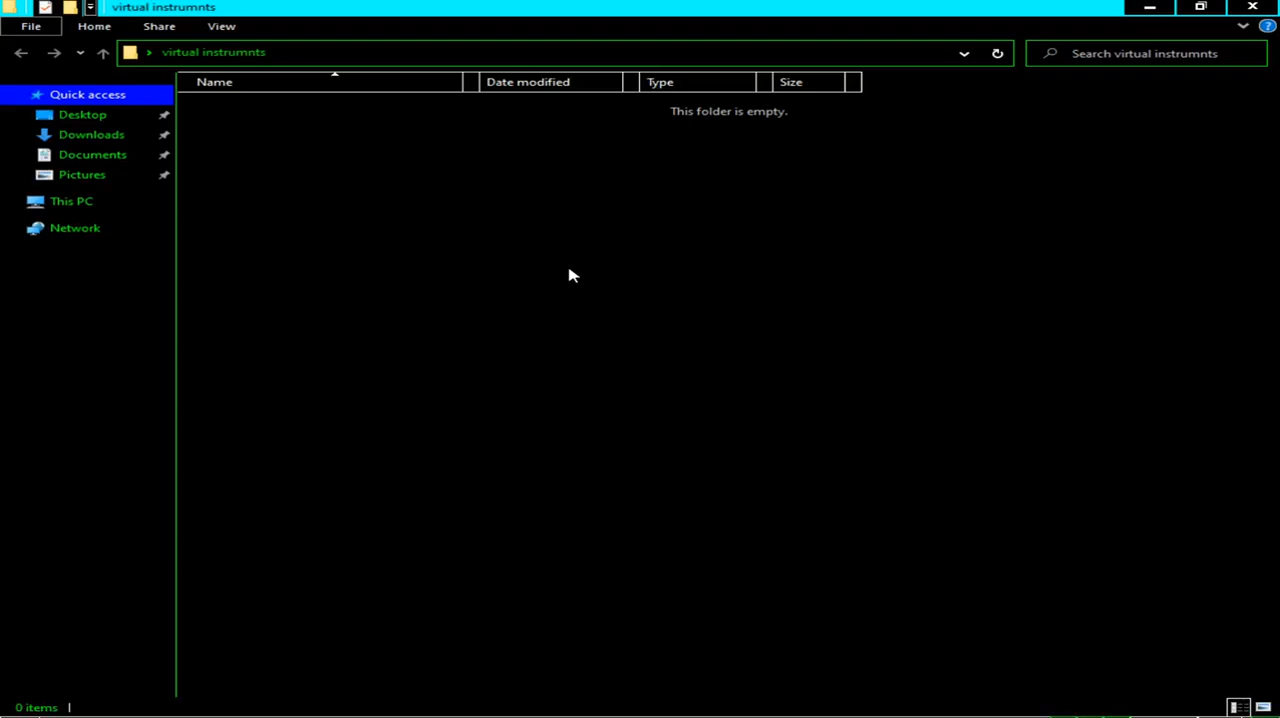 virtual instrumnts
File Home Share View
virtual instrumnts
Search virtual instrumnts
Name Date modified Type Size
This folder is empty.
Quick access
Desktop
Downloads
Documents
Pictures
This PC
Network
0 items